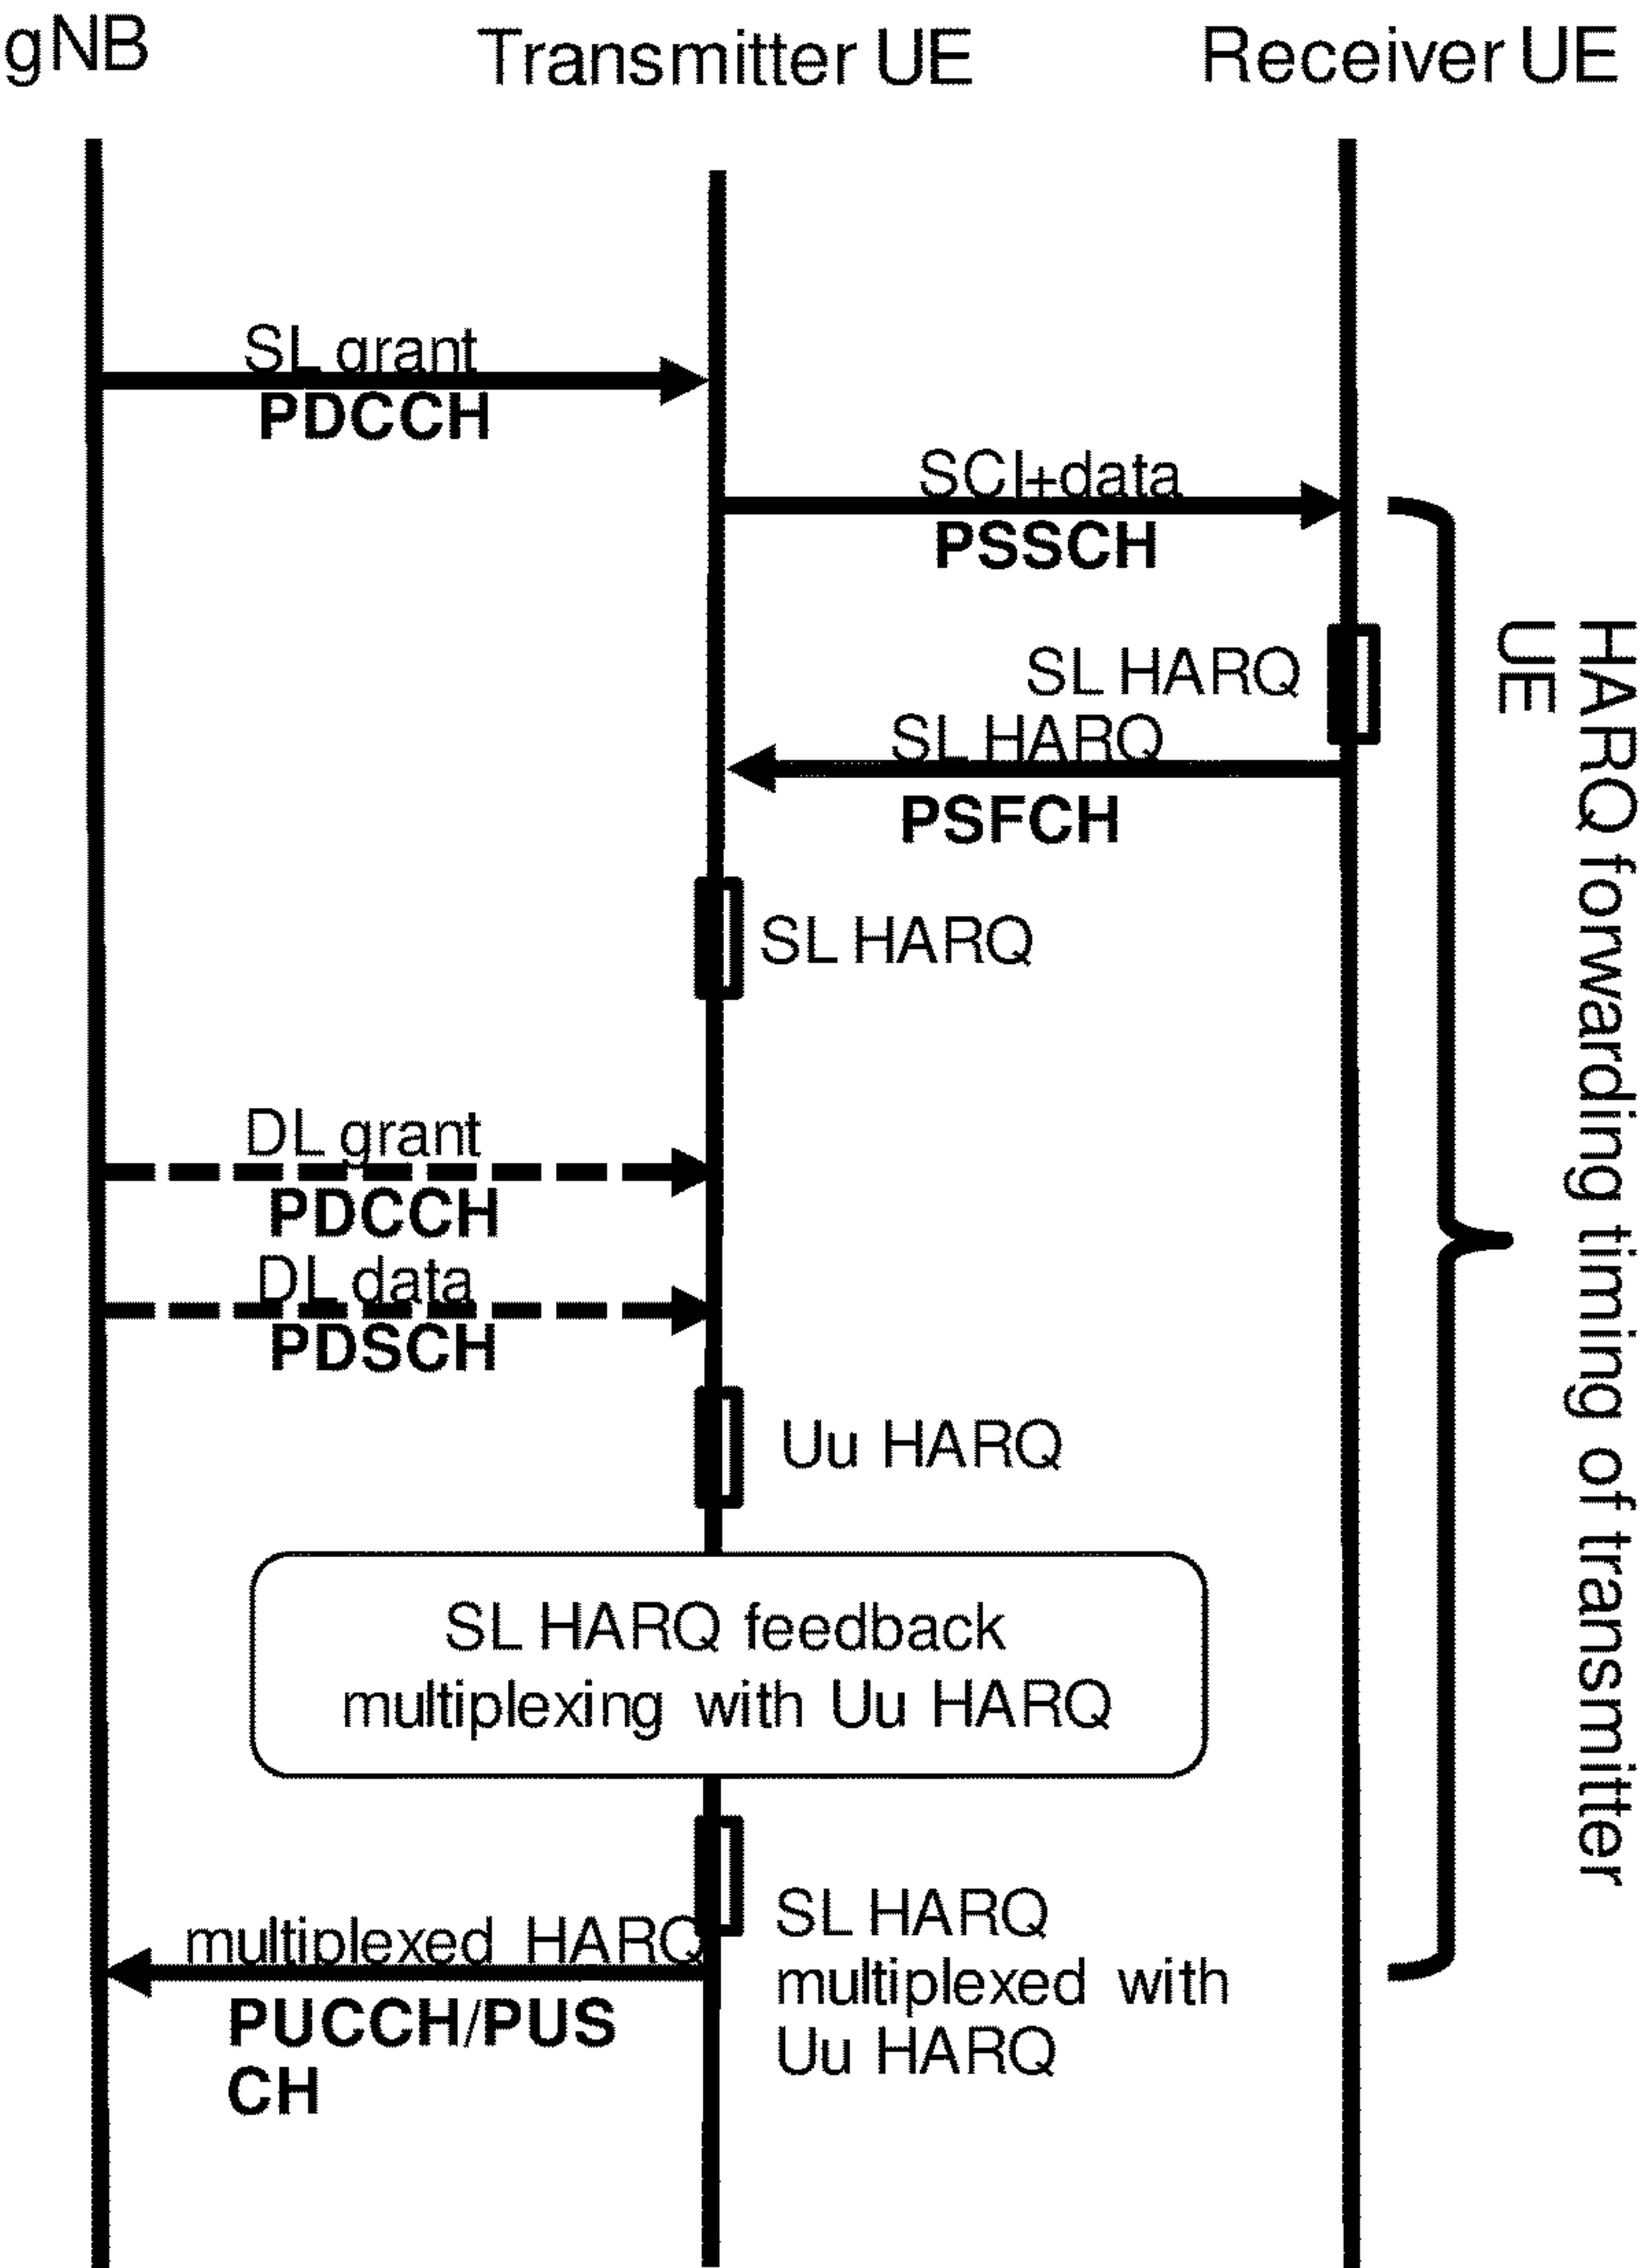 gNB
Transmitter UE
Receiver UE
SL grant
PDCCH
SCI+data
PSSCH
SL HARQ
SL HARQ
PSFCH
SL HARQ
DL grant
PDCCH
DL data
PDSCH
Uu HARQ
SL HARQ feedback
multiplexing with Uu HARQ
multiplexed HARQ
PUCCH/PUS
CH
SL HARQ
multiplexed with
Uu HARQ
HARQ forwarding timing of transmitter
UE